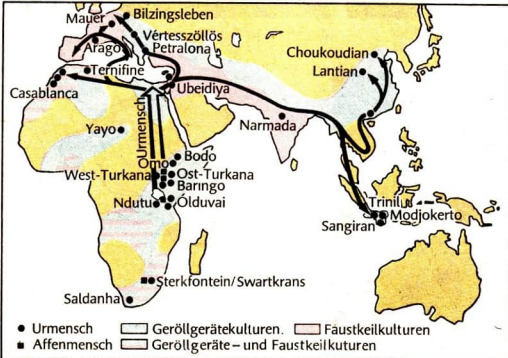 Mauer
Bilzingsleben
Vértesszöllös
Arago
Petralona
Choukoudian
Ternifine
Lantian
Ubeidiya
Casablanca
Urmensch
Narmada
Yayo
Bodo
Omo
West-Turkana
Ost-Turkana
Baringo
Ndutu
Olduvai
Trinil
Modjokerto
Sangiran
Sterkfontein/Swartkrans
Saldanha
Urmensch
Geröllgerätekulturen.
Faustkeilkulturen
Affenmensch
Geröllgeräte – und Faustkeilkuturen